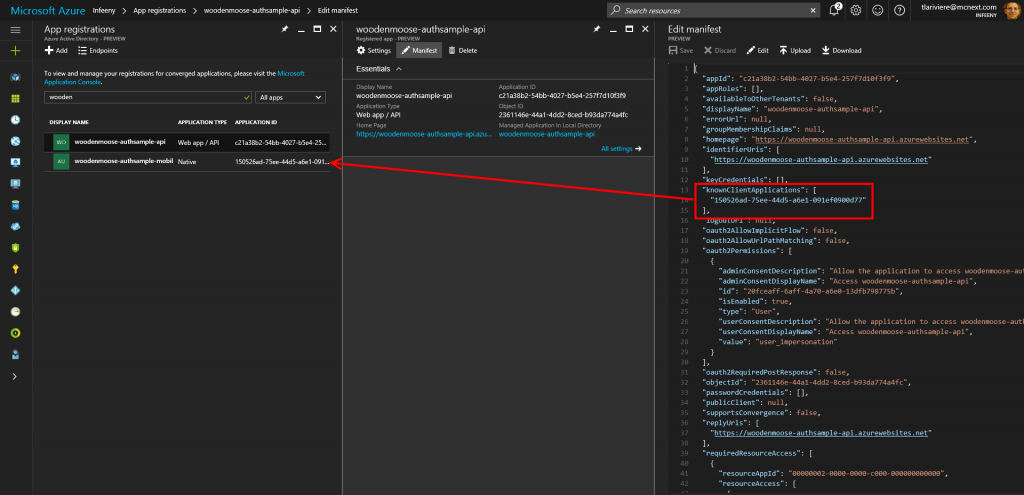 Microsoft Azure
Infeeny > App registrations > woodenmoose-authsample-api > Edit manifest
Search resources
2
tlariviere@mcnext.com
INFEENY
App registrations
Azure Active Directory - PREVIEW
Add
Endpoints
To view and manage your registrations for converged applications, please visit the Microsoft
Application Console.
wooden
All apps
DISPLAY NAME APPLICATION TYPE APPLICATION ID
WO woodenmoose-authsample-api Web app / API c21a38b2-54bb-4027-b5e4-25...
AU woodenmoose-authsample-mobil Native 150526ad-75ee-44d5-a6e1-091...
woodenmoose-authsample-api
Registered app - PREVIEW
Settings
Manifest
Delete
Essentials
Display Name
woodenmoose-authsample-api
Application ID
c21a38b2-54bb-4027-b5e4-257f7d10f3f9
Application Type
Web app / API
Object ID
2361146e-44a1-4dd2-8ced-b93da774a4fc
Home Page
https://woodenmoose-authsample-api.azu...
Managed Application In Local Directory
woodenmoose-authsample-api
All settings
Edit manifest
PREVIEW
Save
Discard
Edit
Upload
Download
1 {
2 "appId": "c21a38b2-54bb-4027-b5e4-257f7d10f3f9",
3 "appRoles": [],
4 "availableToOtherTenants": false,
5 "displayName": "woodenmoose-authsample-api",
6 "errorUrl": null,
7 "groupMembershipClaims": null,
8 "homepage": "https://woodenmoose-authsample-api.azurewebsites.net",
9 "identifierUris": [
10 "https://woodenmoose-authsample-api.azurewebsites.net"
11 ],
12 "keyCredentials": [],
13 "knownClientApplications": [
14 "150526ad-75ee-44d5-a6e1-091ef0900d77"
15 ],
16 "logoutUrl": null,
17 "oauth2AllowImplicitFlow": false,
18 "oauth2AllowUrlPathMatching": false,
19 "oauth2Permissions": [
20 {
21 "adminConsentDescription": "Allow the application to access woodenmoose-aut
22 "adminConsentDisplayName": "Access woodenmoose-authsample-api",
23 "id": "20fceaff-6aff-4a70-a6e0-13dfb798775b",
24 "isEnabled": true,
25 "type": "User",
26 "userConsentDescription": "Allow the application to access woodenmoose-auth
27 "userConsentDisplayName": "Access woodenmoose-authsample-api",
28 "value": "user_impersonation"
29 }
30 ],
31 "oauth2RequiredPostResponse": false,
32 "objectId": "2361146e-44a1-4dd2-8ced-b93da774a4fc",
33 "passwordCredentials": [],
34 "publicClient": null,
35 "supportsConvergence": false,
36 "replyUrls": [
37 "https://woodenmoose-authsample-api.azurewebsites.net"
38 ],
39 "requiredResourceAccess": [
40 {
41 "resourceAppId": "00000002-0000-0000-c000-000000000000",
42 "resourceAccess": [